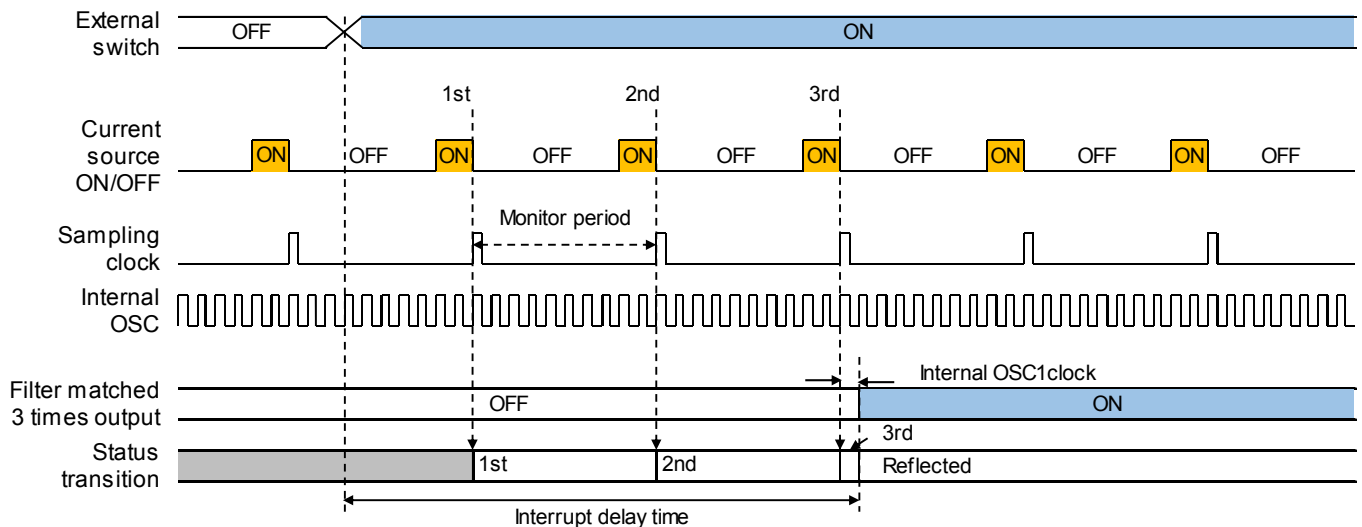 External
switch
OFF
ON
1st
2nd
3rd
Current
source
ON/OFF
ON
OFF
ON
OFF
ON
OFF
ON
OFF
ON
OFF
ON
OFF
Sampling
clock
Monitor period
Internal
OSC
Filter matched
3 times output
OFF
Internal OSC1clock
ON
Status
transition
1st
2nd
3rd
Reflected
Interrupt delay time